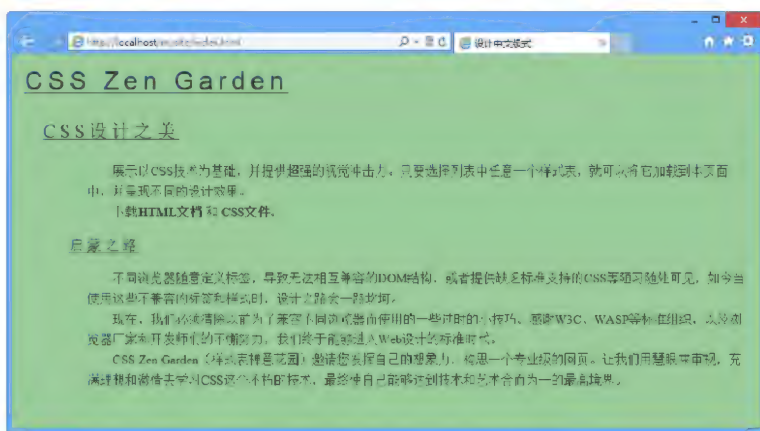 http://localhost/mysite/index.html
设计中文版式
CSS Zen Garden
CSS设计之美
展示以CSS技术为基础，并提供超强的视觉冲击力。只要选择列表中任意一个样式表，就可以将它加载到本页面
中，并呈现不同的设计效果。
下载HTML文档 和 CSS文件。
启蒙之路
不同浏览器随意定义标签，导致无法相互兼容的DOM结构，或者提供缺乏标准支持的CSS等陋习随处可见，如今当
使用这些不兼容的标签和样式时，设计之路会一路坎坷。
现在，我们必须清除以前为了兼容不同浏览器而使用的一些过时的小技巧。感谢W3C、WASP等标准组织，以及浏
览器厂家和开发师们的不懈努力，我们终于能够进入Web设计的标准时代。
CSS Zen Garden（样式表禅意花园）邀请您发挥自己的想象力，构思一个专业级的网页。让我们用慧眼来审视，充
满理想和激情去学习CSS这个不朽的技术，最终使自己能够达到技术和艺术合而为一的最高境界。